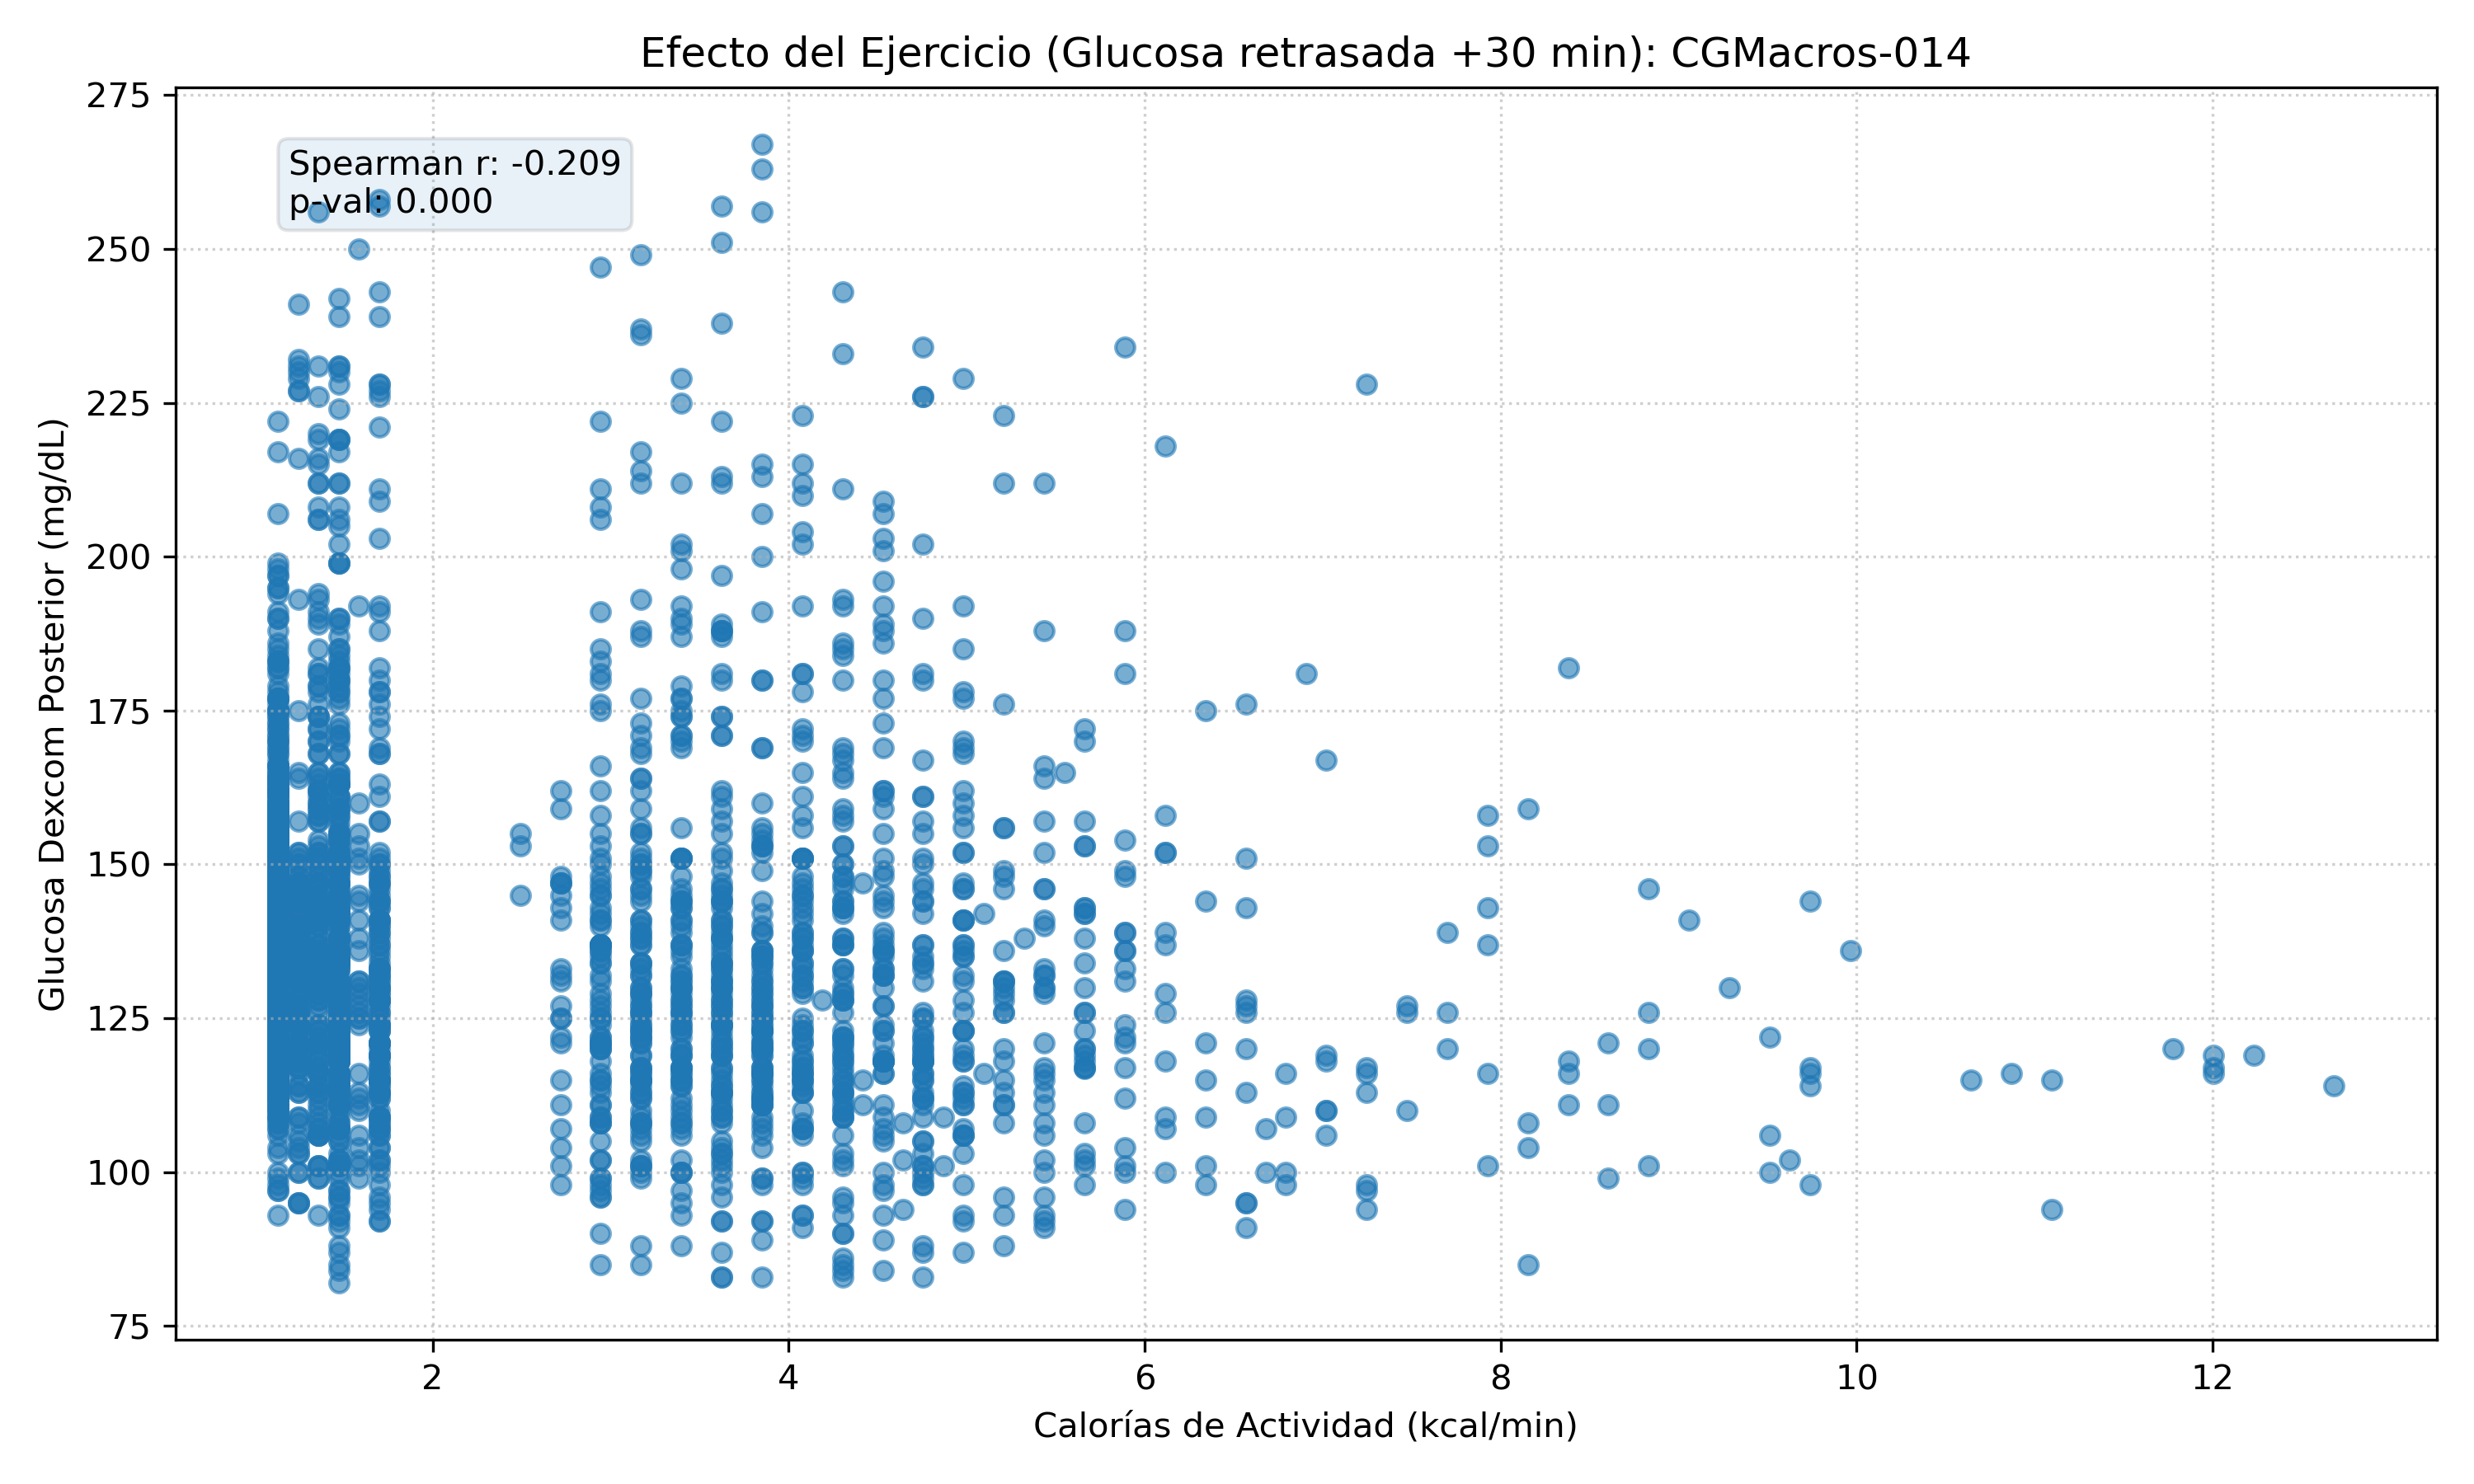 Efecto del Ejercicio (Glucosa retrasada +30 min): CGMacros-014
Spearman r: -0.209
p-val: 0.000
Glucosa Dexcom Posterior (mg/dL)
275
250
225
200
175
150
125
100
75
2 4 6 8 10 12
Calorías de Actividad (kcal/min)